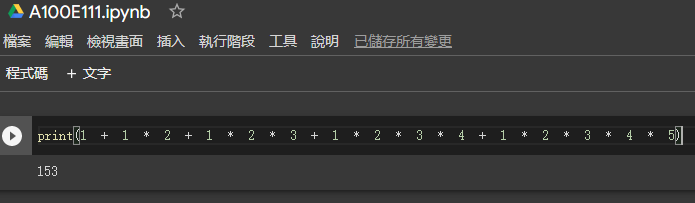 A100E111.ipynb
檔案 編輯 檢視畫面 插入 執行階段 工具 說明 已儲存所有變更
程式碼 + 文字
print(1 + 1 * 2 + 1 * 2 * 3 + 1 * 2 * 3 * 4 + 1 * 2 * 3 * 4 * 5)
153